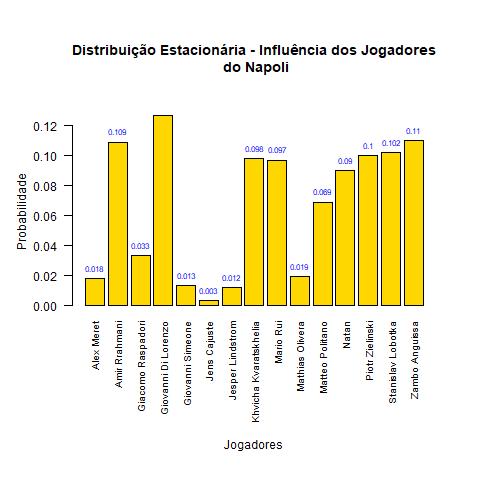 Distribuição Estacionária - Influência dos Jogadores
do Napoli
Probabilidade
0.12
0.10
0.08
0.06
0.04
0.02
0.00
0.018
0.109
0.033
0.013
0.003
0.012
0.098
0.097
0.019
0.069
0.09
0.1
0.102
0.11
Alex Meret
Amir Rrahmani
Giacomo Raspadori
Giovanni Di Lorenzo
Giovanni Simeone
Jens Cajuste
Jesper Lindstrom
Khvicha Kvaratskhelia
Mario Rui
Mathias Olivera
Matteo Politano
Natan
Piotr Zielinski
Stanislav Lobotka
Zambo Anguissa
Jogadores